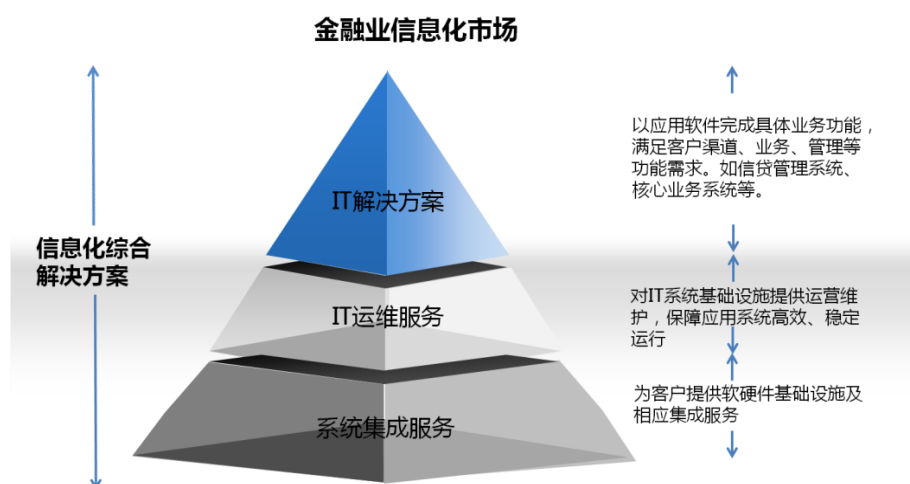 金融业信息化市场
以应用软件完成具体业务功能，
满足客户渠道、业务、管理等
功能需求。如信贷管理系统、
核心业务系统等。
IT解决方案
信息化综合
解决方案
对IT系统基础设施提供运营维
护，保障应用系统高效、稳定
运行
IT运维服务
为客户提供软硬件基础设施及
相应集成服务
系统集成服务